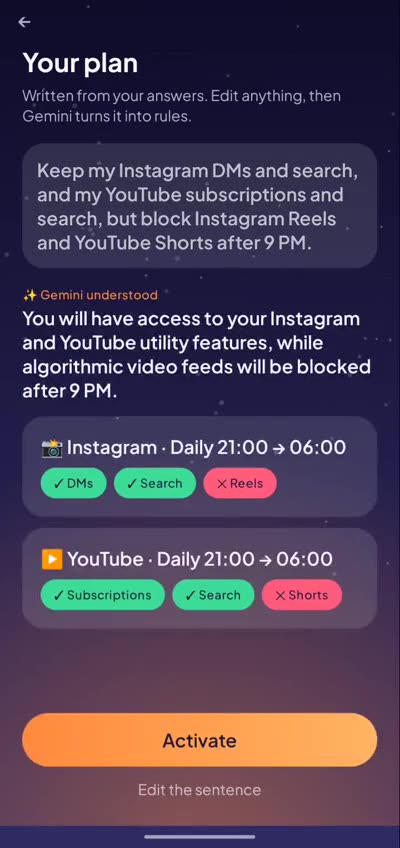 Your plan
Written from your answers. Edit anything, then
Gemini turns it into rules.
Keep my Instagram DMs and search,
and my YouTube subscriptions and
search, but block Instagram Reels
and YouTube Shorts after 9 PM.
✨ Gemini understood
You will have access to your Instagram
and YouTube utility features, while
algorithmic video feeds will be blocked
after 9 PM.
📸 Instagram · Daily 21:00 → 06:00
✓ DMs ✓ Search ✕ Reels
▶️ YouTube · Daily 21:00 → 06:00
✓ Subscriptions ✓ Search ✕ Shorts
Activate
Edit the sentence